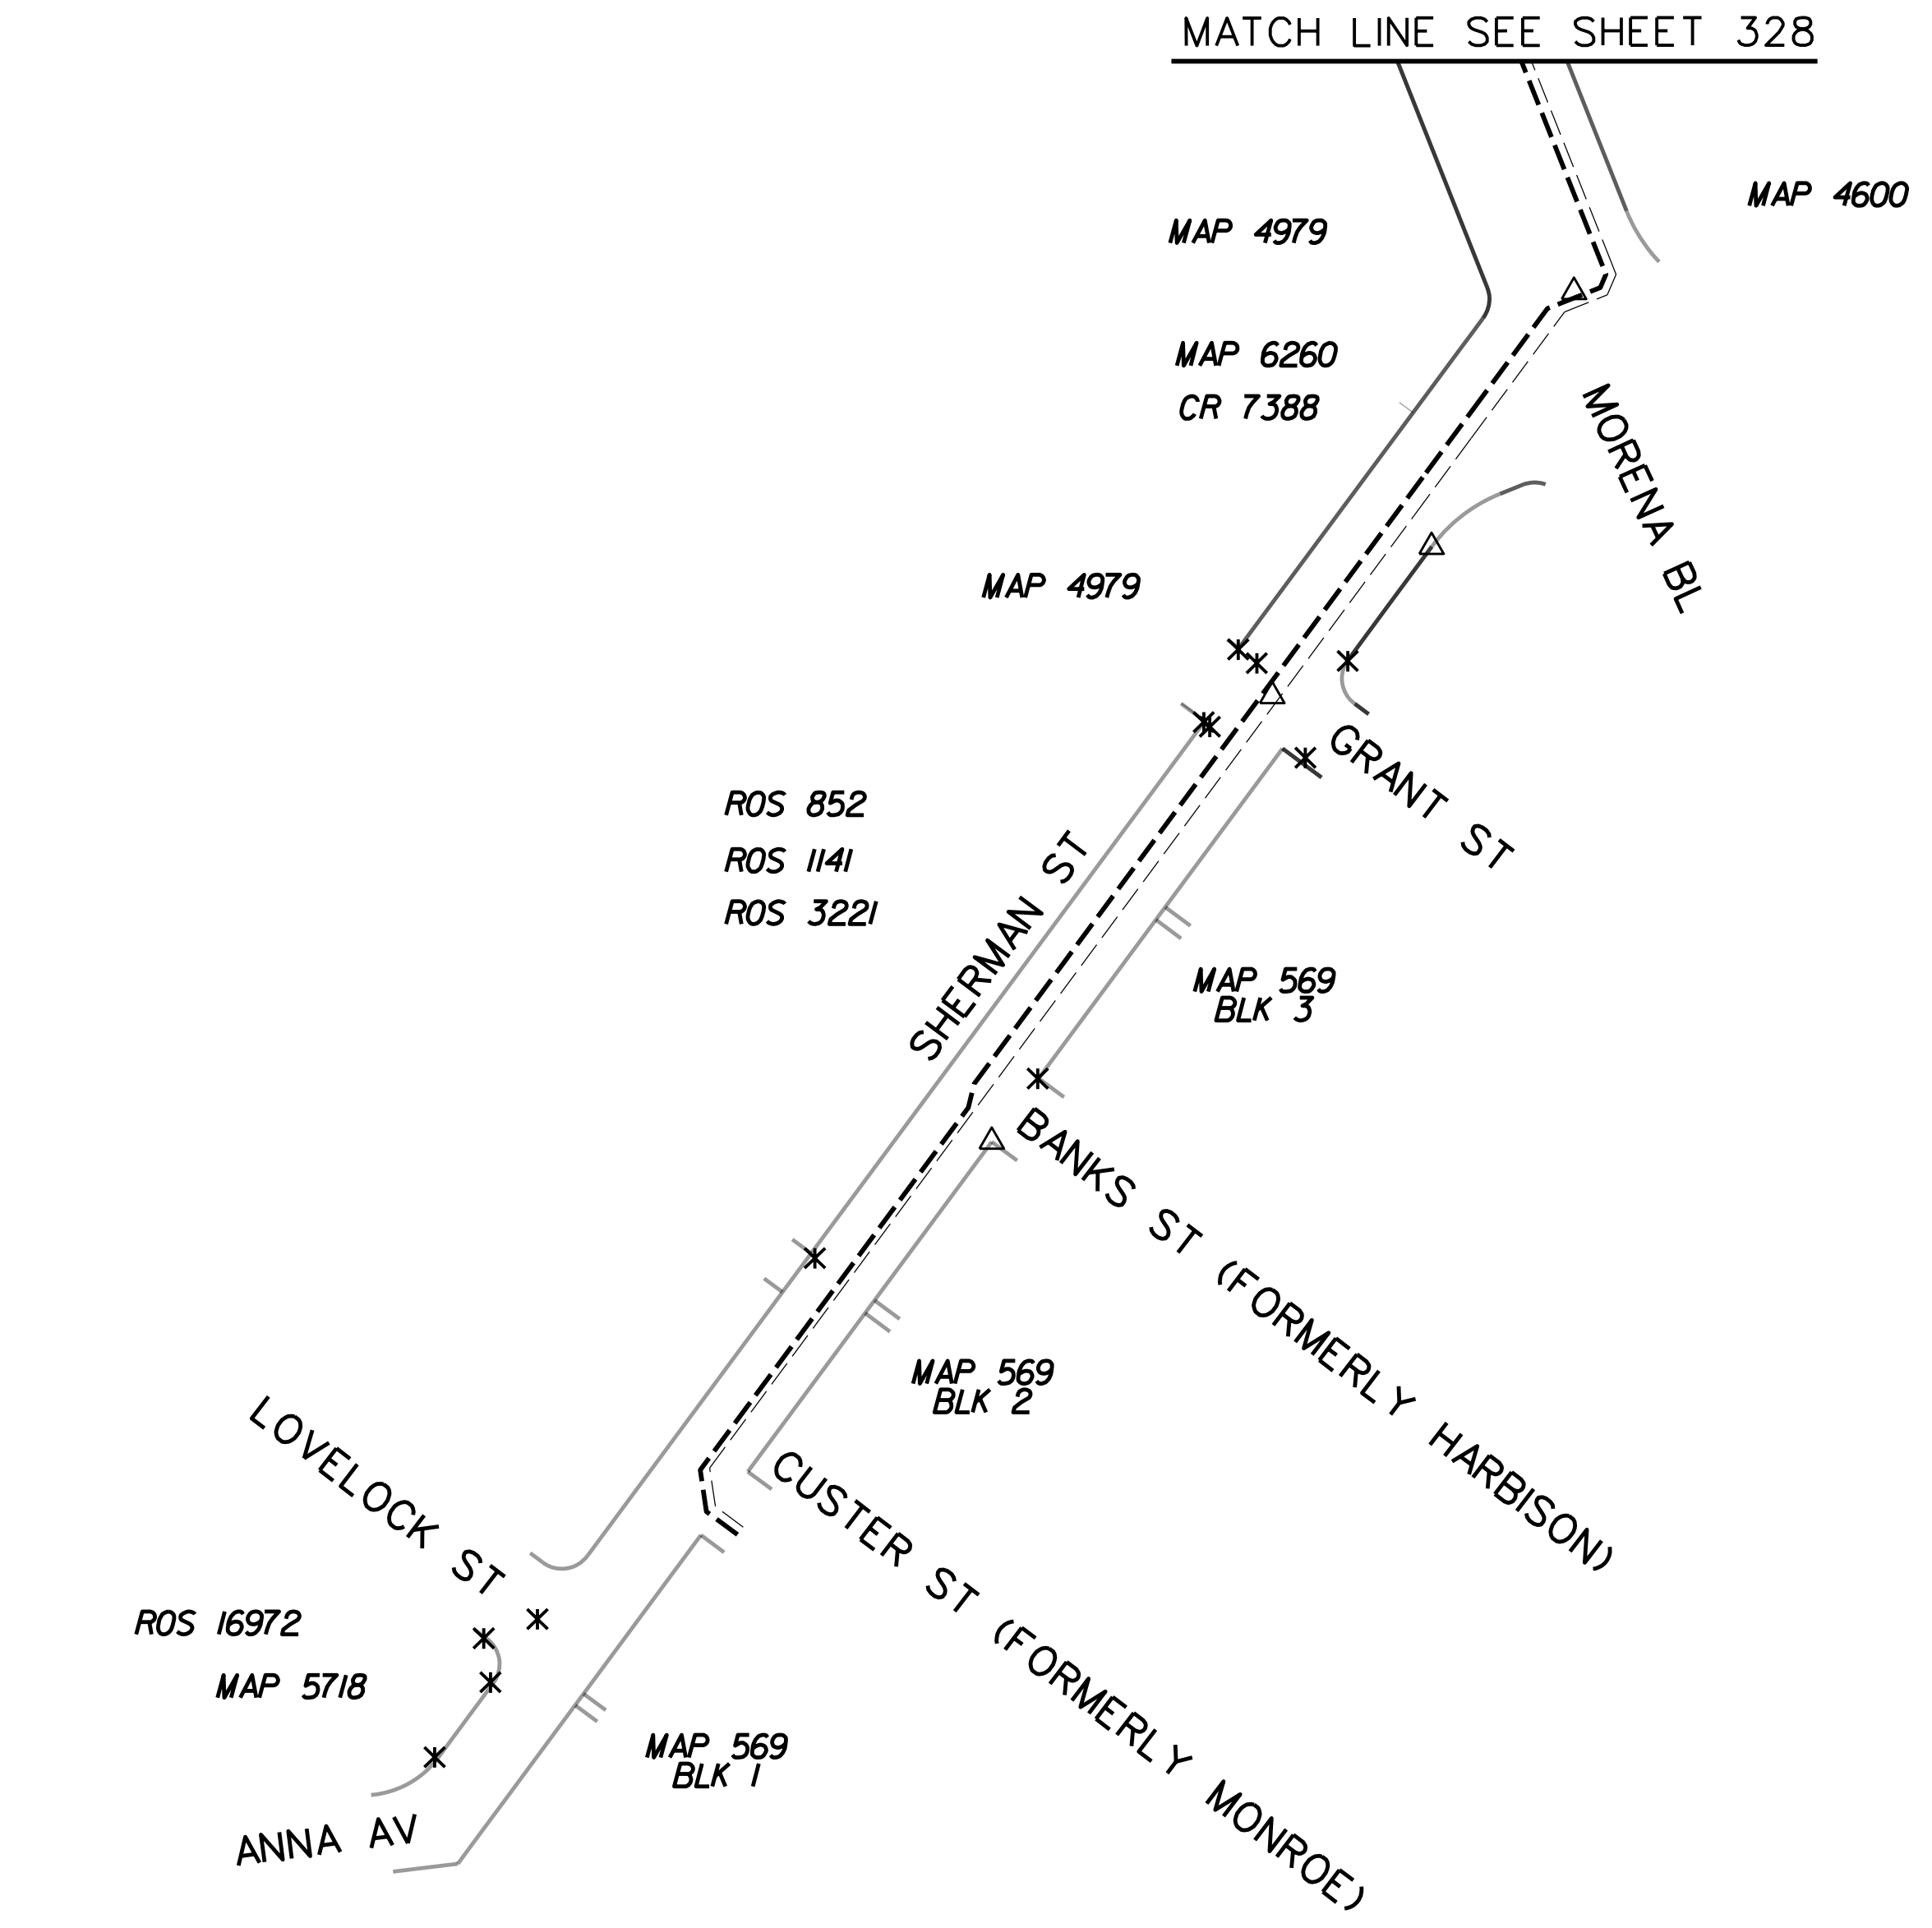 MATCH LINE SEE SHEET 328
MAP 4600
MAP 4979
MAP 6260
CR 7388
MORENA BL
MAP 4979
GRANT ST
ROS 852
ROS 1141
ROS 3221
SHERMAN ST
MAP 569
BLK 3
BANKS ST (FORMERLY HARBISON)
MAP 569
BLK 2
LOVELOCK ST
CUSTER ST (FORMERLY MONROE)
ROS 16972
MAP 5718
MAP 569
BLK 1
ANNA AV